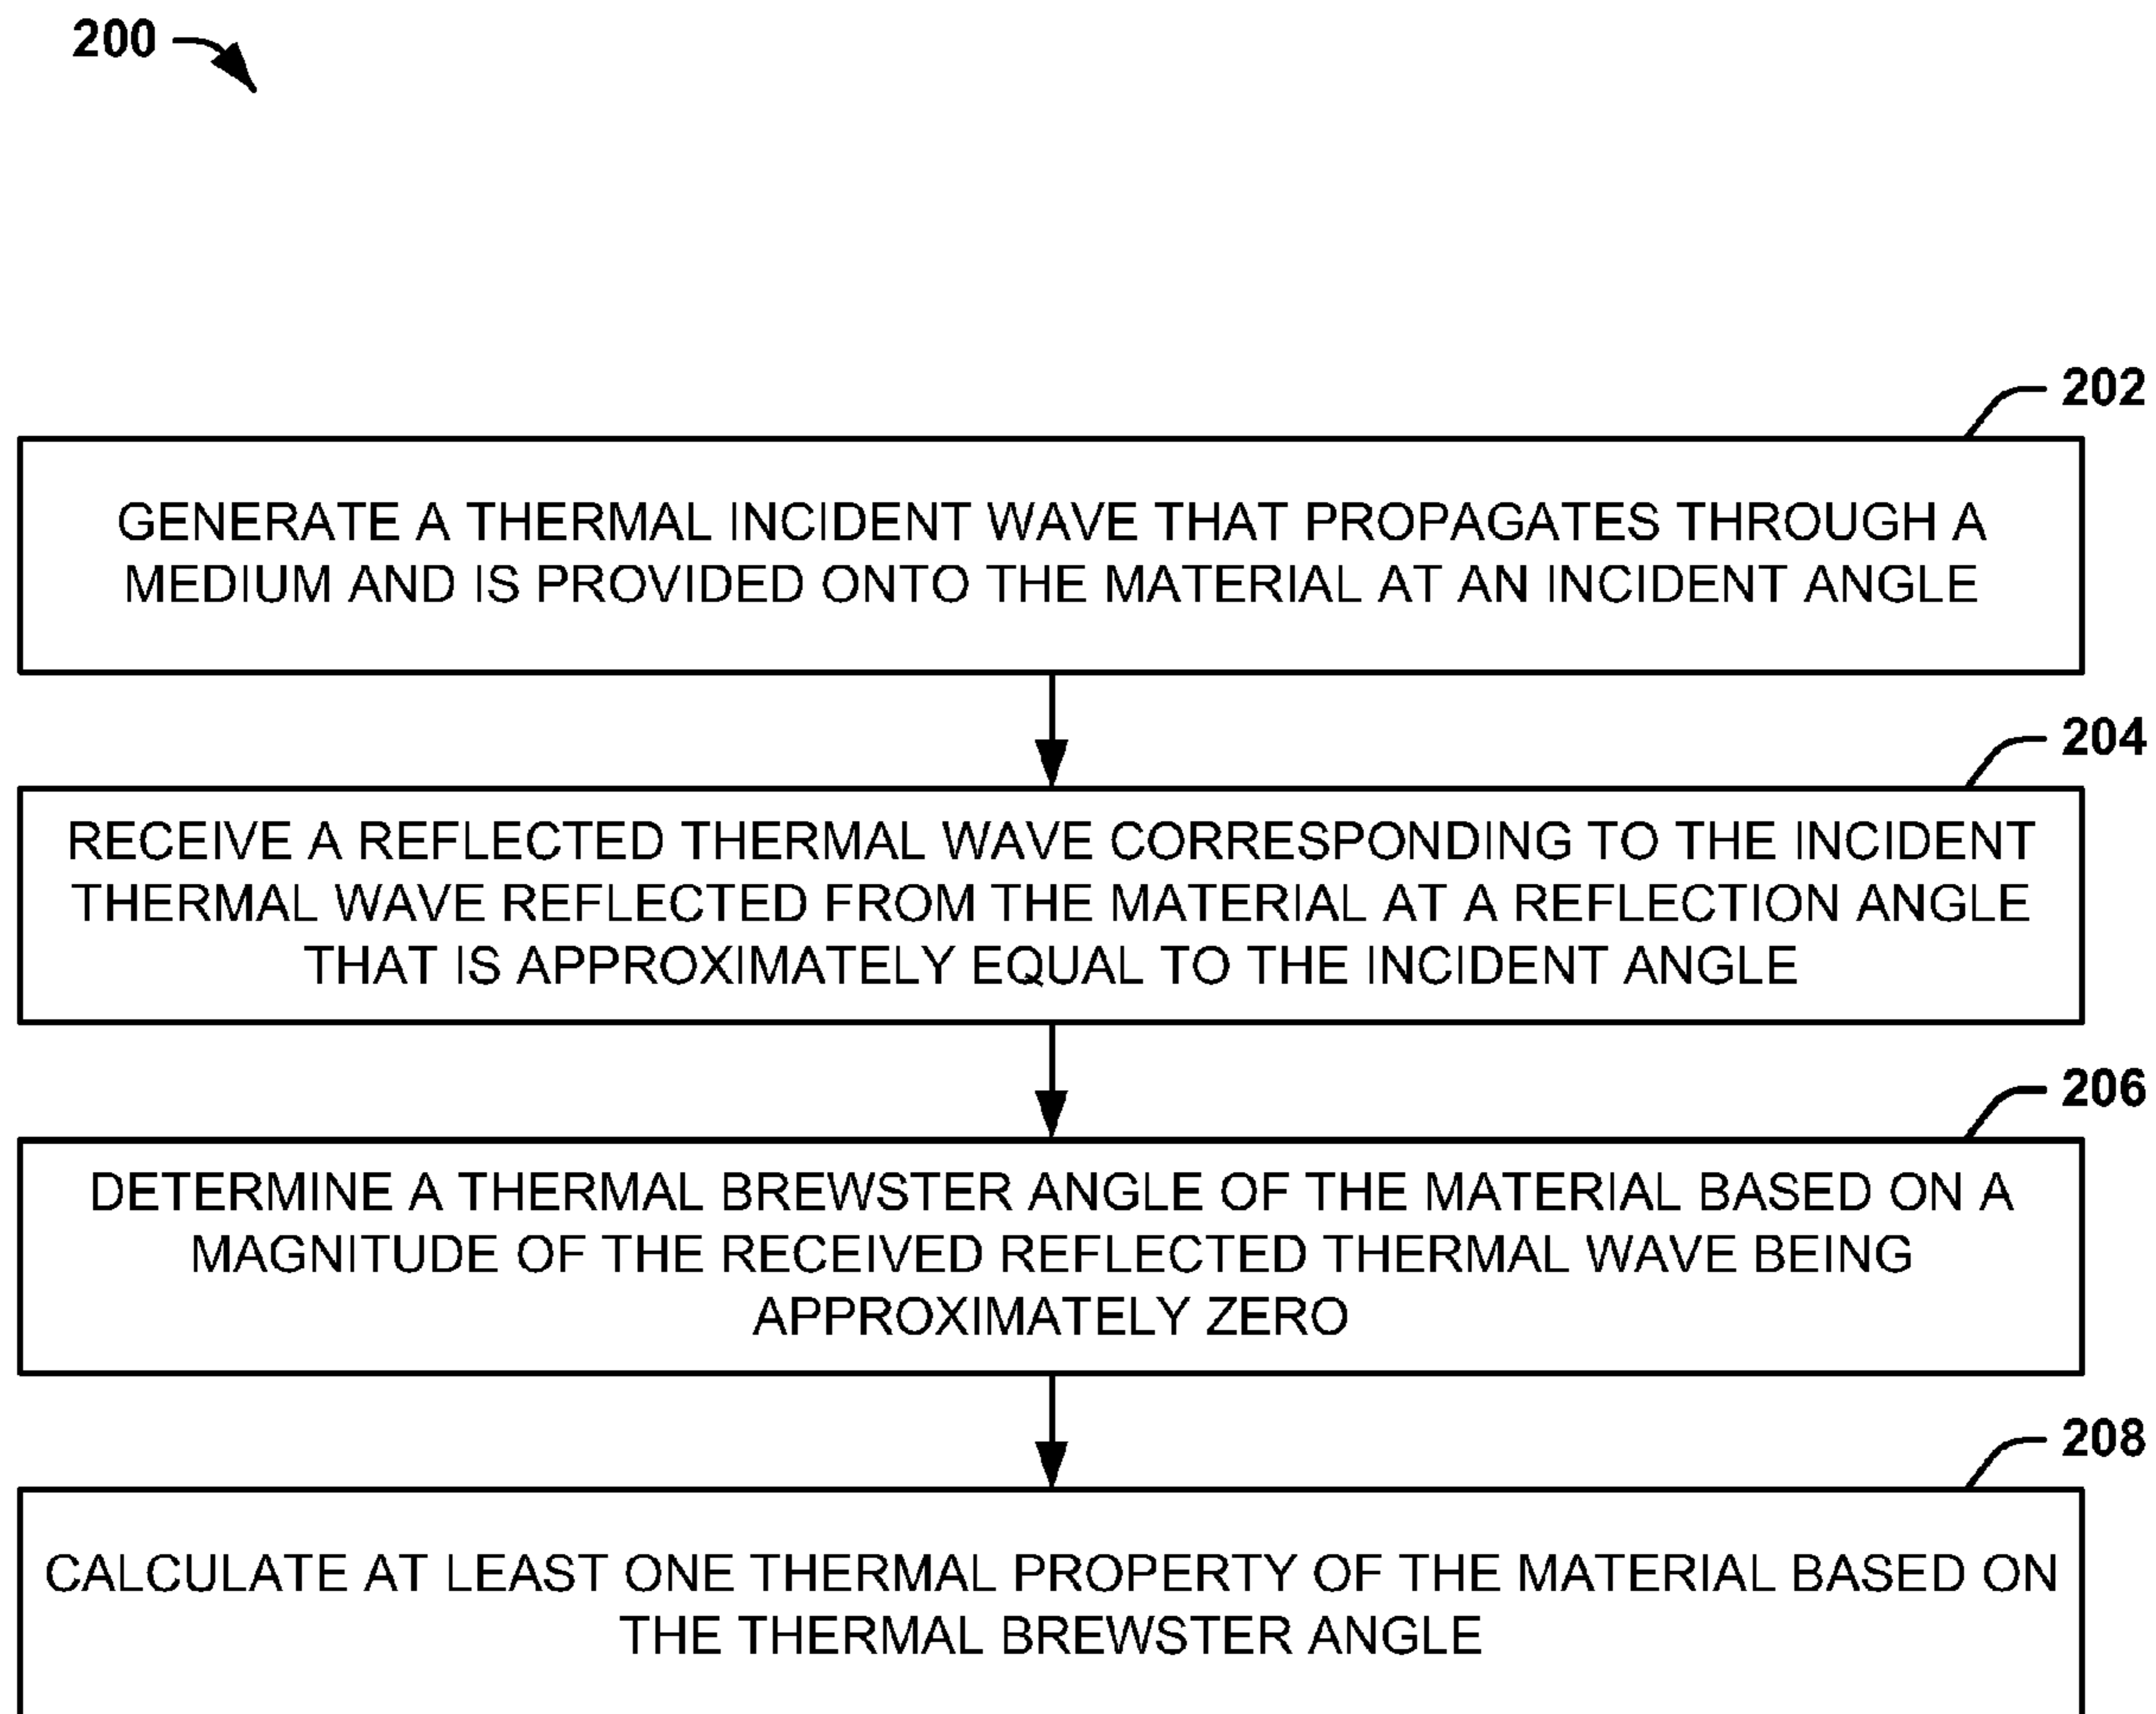 200
202
GENERATE A THERMAL INCIDENT WAVE THAT PROPAGATES THROUGH A
MEDIUM AND IS PROVIDED ONTO THE MATERIAL AT AN INCIDENT ANGLE
204
RECEIVE A REFLECTED THERMAL WAVE CORRESPONDING TO THE INCIDENT
THERMAL WAVE REFLECTED FROM THE MATERIAL AT A REFLECTION ANGLE
THAT IS APPROXIMATELY EQUAL TO THE INCIDENT ANGLE
206
DETERMINE A THERMAL BREWSTER ANGLE OF THE MATERIAL BASED ON A
MAGNITUDE OF THE RECEIVED REFLECTED THERMAL WAVE BEING
APPROXIMATELY ZERO
208
CALCULATE AT LEAST ONE THERMAL PROPERTY OF THE MATERIAL BASED ON
THE THERMAL BREWSTER ANGLE